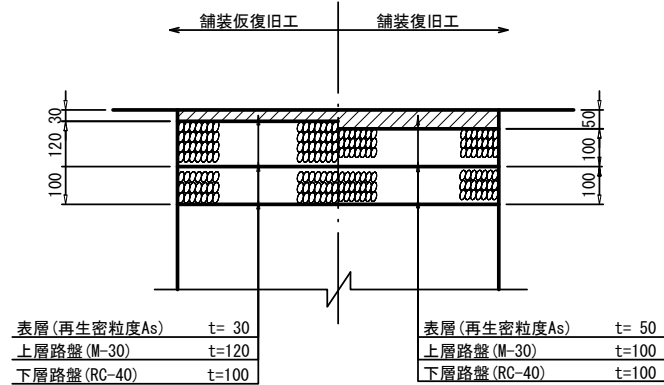 舗装仮復旧工
舗装復旧工
30
120
100
50
100
100
表層(再生密粒度As) t= 30
上層路盤(M-30) t=120
下層路盤(RC-40) t=100
表層(再生密粒度As) t= 50
上層路盤(M-30) t=100
下層路盤(RC-40) t=100